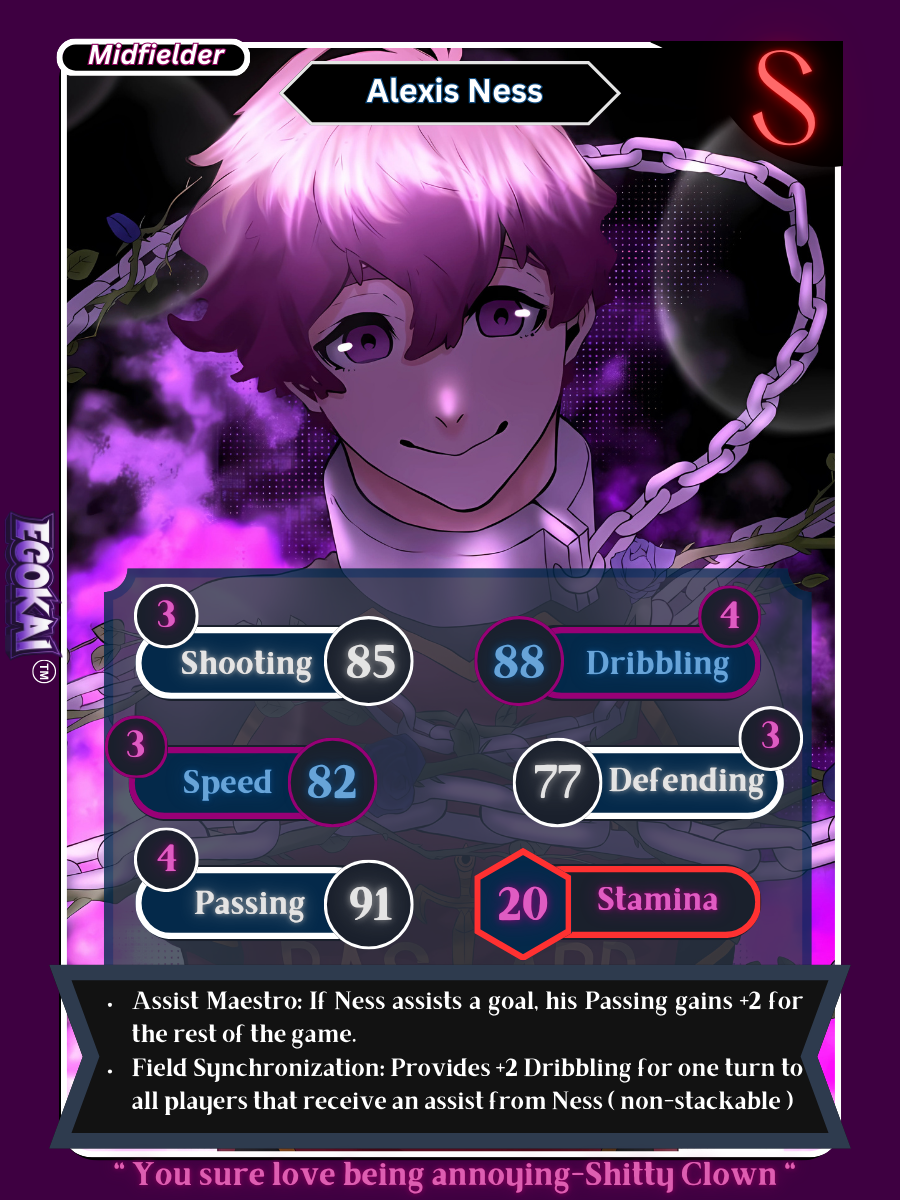 Midfielder
Alexis Ness
S
EGOKAI
TM
3
Shooting 85
4
88 Dribbling
3
Speed 82
3
77 Defending
4
Passing 91
20 Stamina
• Assist Maestro: If Ness assists a goal, his Passing gains +2 for
the rest of the game.
• Field Synchronization: Provides +2 Dribbling for one turn to
all players that receive an assist from Ness ( non-stackable )
“ You sure love being annoying-Shitty Clown “